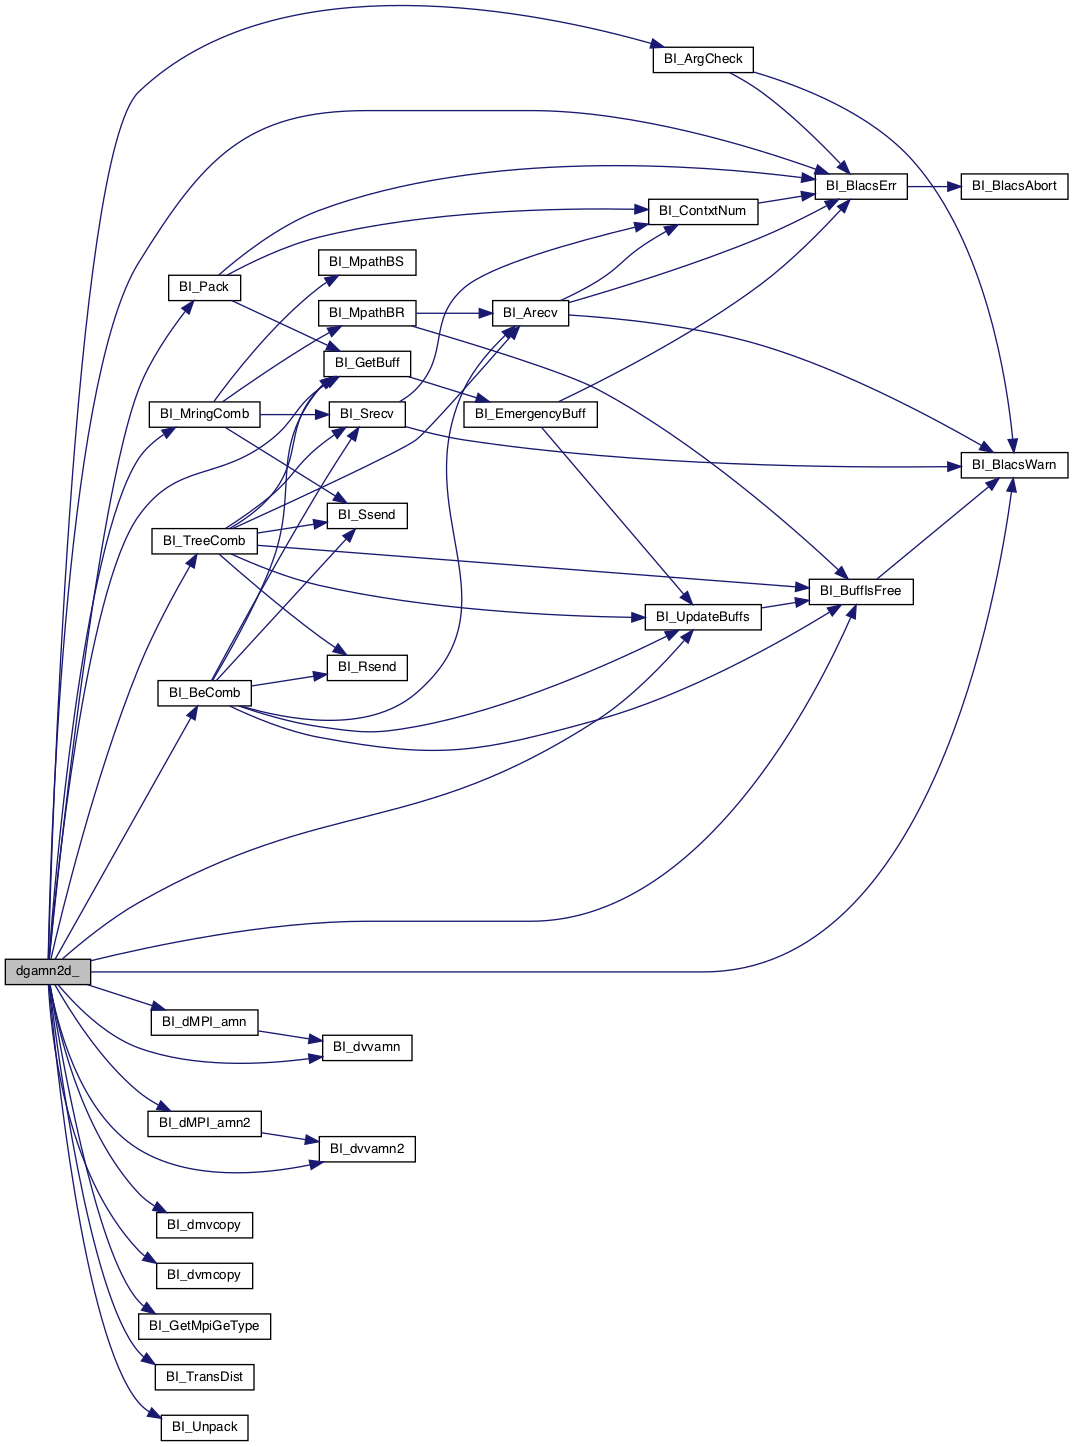 BI_ArgCheck
BI_BlacsErr
BI_BlacsAbort
BI_ContxtNum
BI_MpathBS
BI_Pack
BI_MpathBR
BI_Arecv
BI_GetBuff
BI_MringComb
BI_Srecv
BI_EmergencyBuff
BI_BlacsWarn
BI_Ssend
BI_TreeComb
BI_BuffIsFree
BI_UpdateBuffs
BI_Rsend
BI_BeComb
dgamn2d_
BI_dMPI_amn
BI_dvvamn
BI_dMPI_amn2
BI_dvvamn2
BI_dmvcopy
BI_dvmcopy
BI_GetMpiGeType
BI_TransDist
BI_Unpack